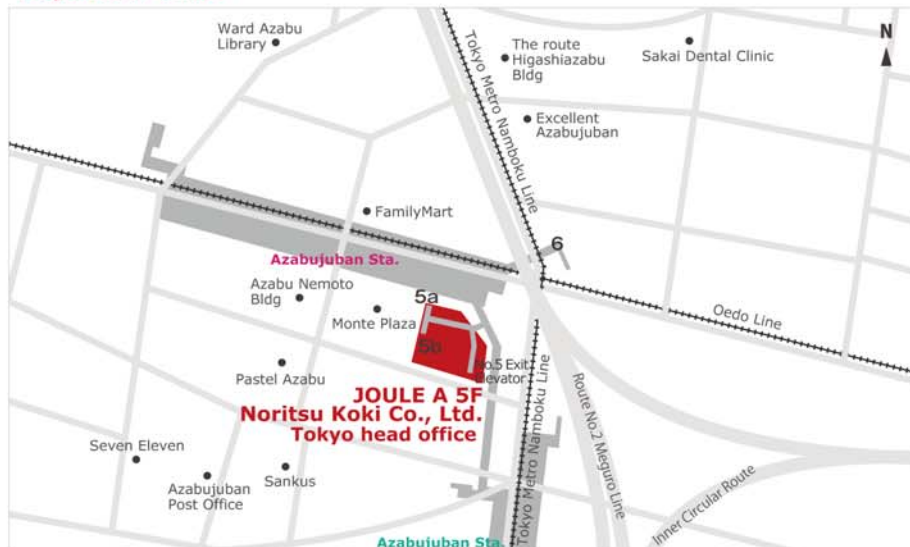 Ward Azabu
Library
The route
Higashiazabu
Bldg
Sakai Dental Clinic
N
Tokyo Metro Namboku Line
Excellent
Azabujuban
FamilyMart
6
Azabujuban Sta.
Azabu Nemoto
Bldg
5a
Monte Plaza
Oedo Line
5b
No.5 Exit
Elevator
Pastel Azabu
JOULE A 5F
Noritsu Koki Co., Ltd.
Tokyo head office
Tokyo Metro Namboku Line
Route No.2 Meguro Line
Seven Eleven
Azabujuban
Post Office
Sankus
Inner Circular Route
Azabujuban Sta.